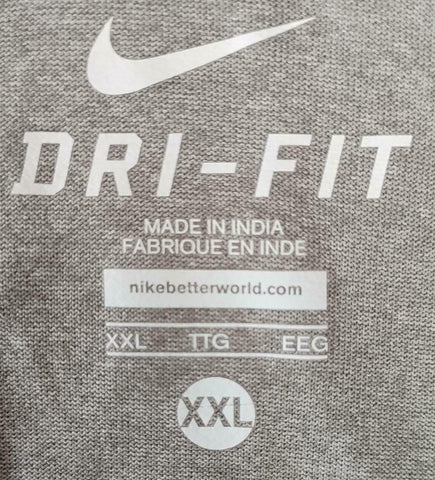 DRI-FIT
MADE IN INDIA
FABRIQUE EN INDE
nikebetterworld.com
XXL TTG EEG
XXL